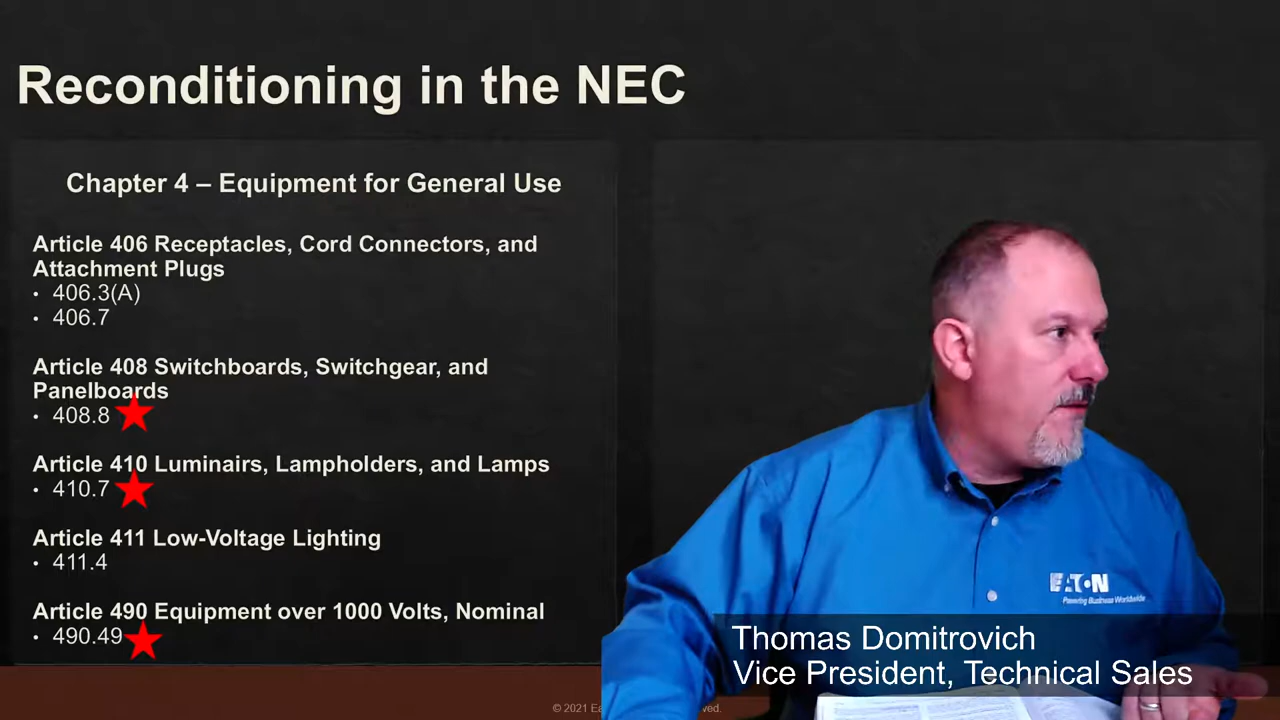 Reconditioning in the NEC
Chapter 4 – Equipment for General Use
Article 406 Receptacles, Cord Connectors, and
Attachment Plugs
• 406.3(A)
• 406.7
Article 408 Switchboards, Switchgear, and
Panelboards
• 408.8
Article 410 Luminairs, Lampholders, and Lamps
• 410.7
Article 411 Low-Voltage Lighting
• 411.4
Article 490 Equipment over 1000 Volts, Nominal
• 490.49
EATON
Powering Business Worldwide
Thomas Domitrovich
Vice President, Technical Sales
© 2021 Ea
ved.